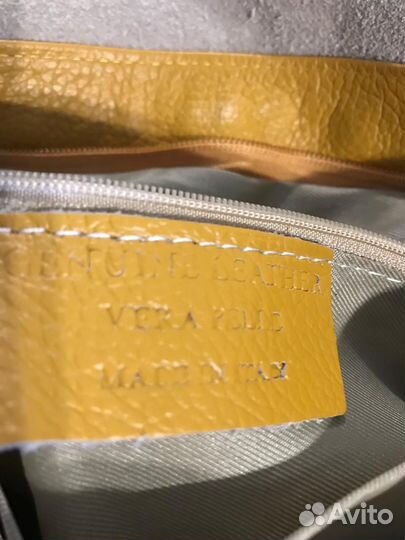 GENUINE LEATHER
VERA PELLE
MADE IN ITALY
Avito